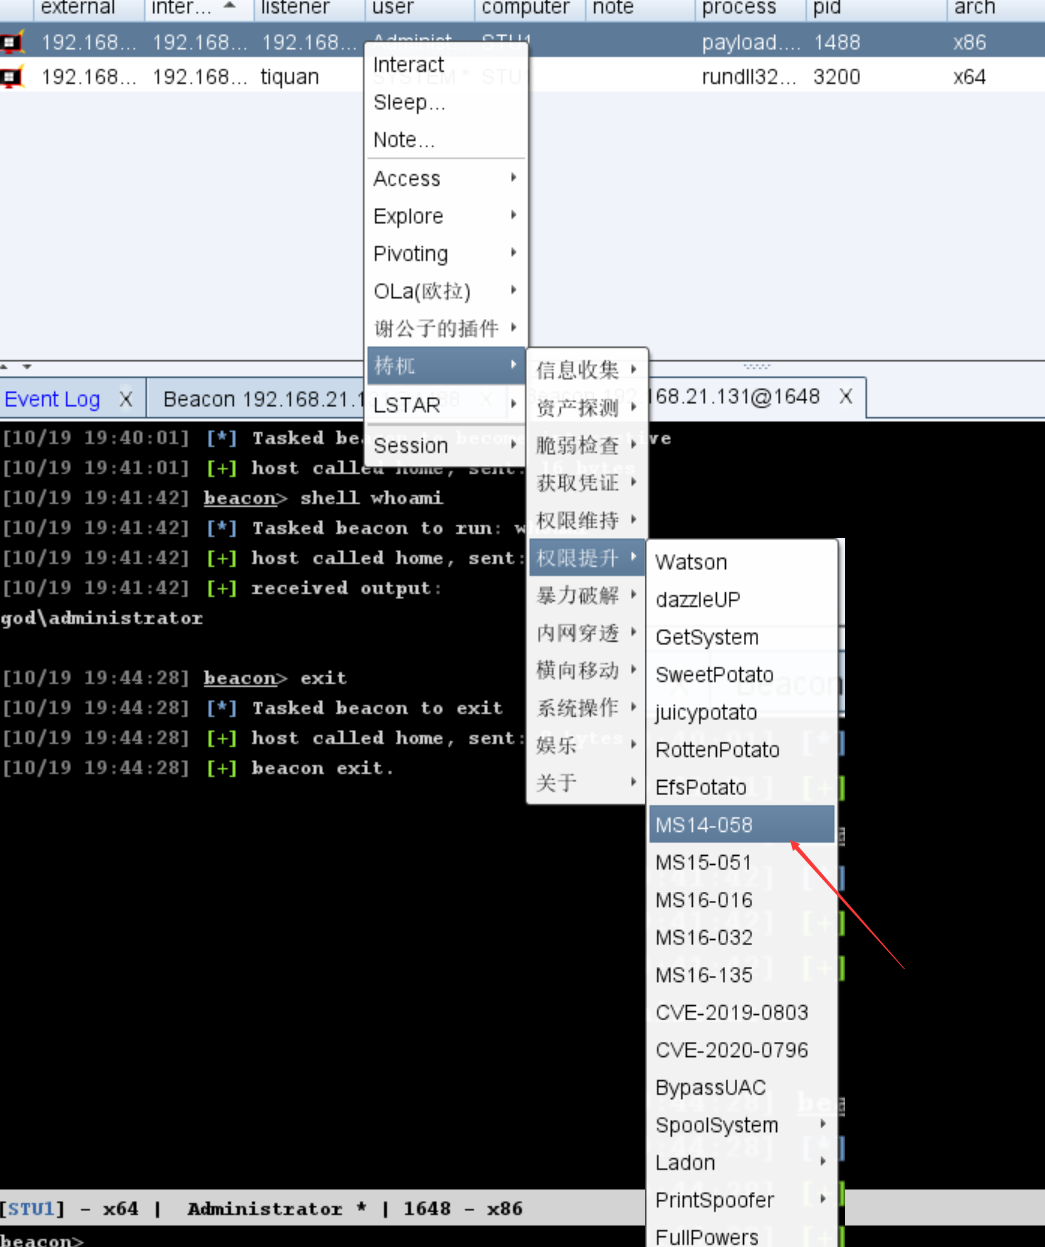 external inter... listener user computer note process pid arch
192.168... 192.168... 192.168... Administ... STU1 payload.... 1488 x86
192.168... 192.168... tiquan SYSTEM * STU rundll32... 3200 x64
Interact
Sleep...
Note...
Access
Explore
Pivoting
OLa(欧拉)
谢公子的插件
梼杌
LSTAR
Session
信息收集
资产探测
脆弱检查
获取凭证
权限维持
权限提升
暴力破解
内网穿透
横向移动
系统操作
娱乐
关于
Watson
dazzleUP
GetSystem
SweetPotato
juicypotato
RottenPotato
EfsPotato
MS14-058
MS15-051
MS16-016
MS16-032
MS16-135
CVE-2019-0803
CVE-2020-0796
BypassUAC
SpoolSystem
Ladon
PrintSpoofer
FullPowers
Event Log X Beacon 192.168.21.1 88 X 168.21.131@1648 X
[10/19 19:40:01] [*] Tasked beacon to become interactive
[10/19 19:41:01] [+] host called home, sent: 16 bytes
[10/19 19:41:42] beacon> shell whoami
[10/19 19:41:42] [*] Tasked beacon to run: w
[10/19 19:41:42] [+] host called home, sent:
[10/19 19:41:42] [+] received output:
god\administrator
[10/19 19:44:28] beacon> exit
[10/19 19:44:28] [*] Tasked beacon to exit
[10/19 19:44:28] [+] host called home, sent: bytes
[10/19 19:44:28] [+] beacon exit.
[STU1] - x64 | Administrator * | 1648 - x86
beacon>